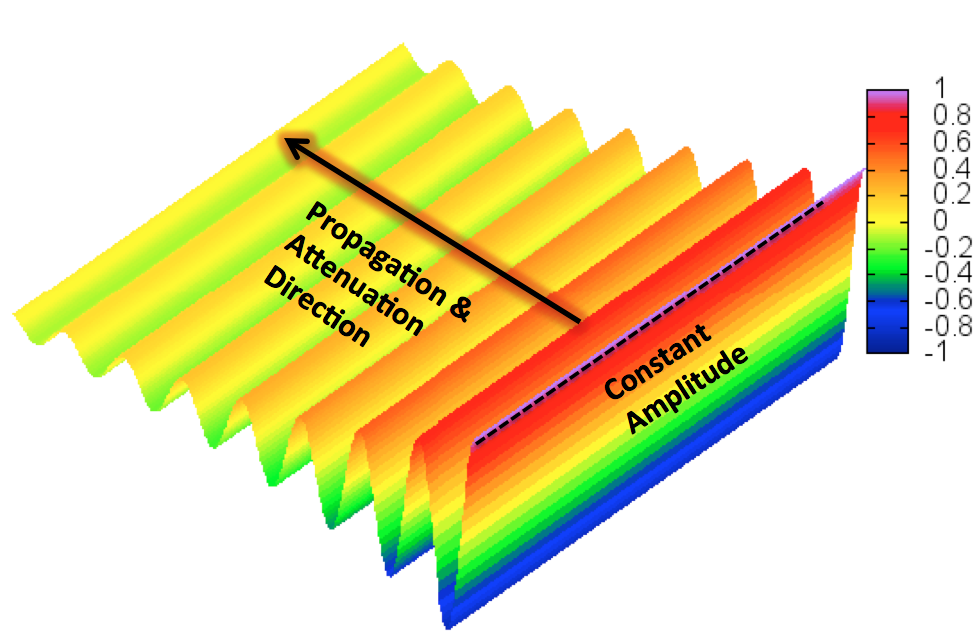 Propagation &
Attenuation
Direction
Constant
Amplitude
1
0.8
0.6
0.4
0.2
0
-0.2
-0.4
-0.6
-0.8
-1